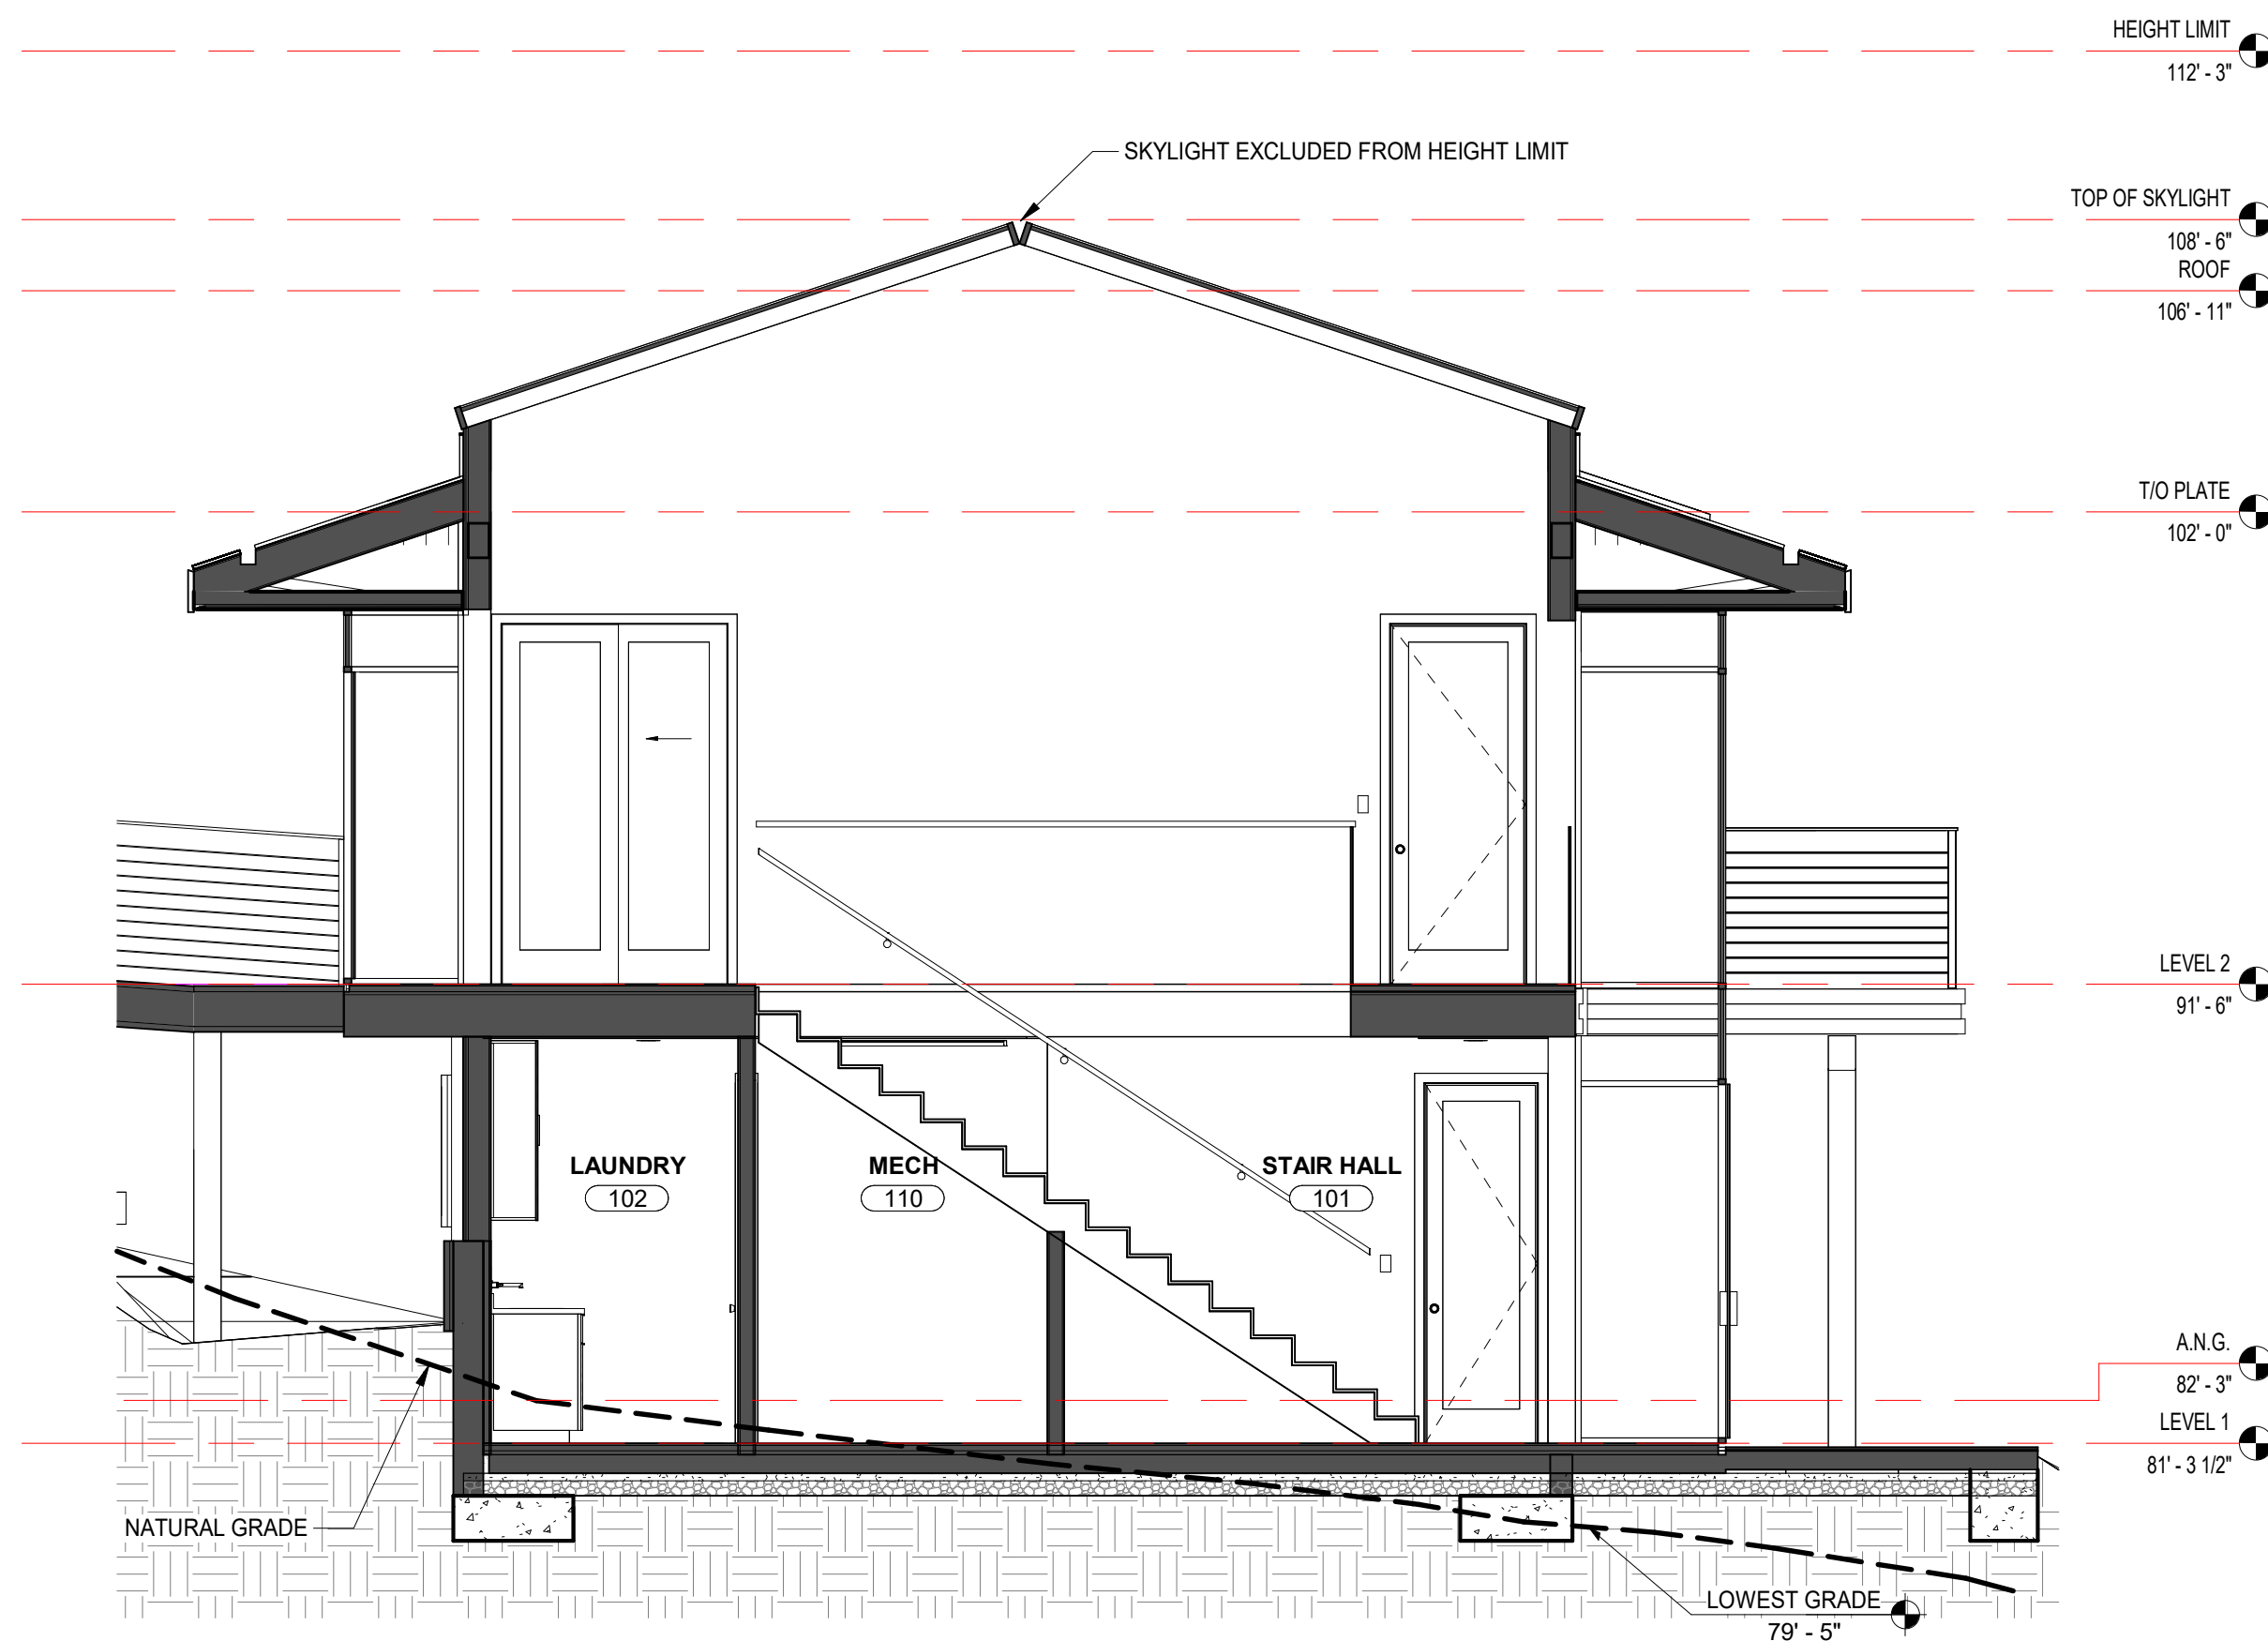 HEIGHT LIMIT
112' - 3"
SKYLIGHT EXCLUDED FROM HEIGHT LIMIT
TOP OF SKYLIGHT
108' - 6"
ROOF
106' - 11"
T/O PLATE
102' - 0"
LEVEL 2
91' - 6"
LAUNDRY
102
MECH
110
STAIR HALL
101
A.N.G.
82' - 3"
LEVEL 1
81' - 3 1/2"
NATURAL GRADE
LOWEST GRADE
79' - 5"